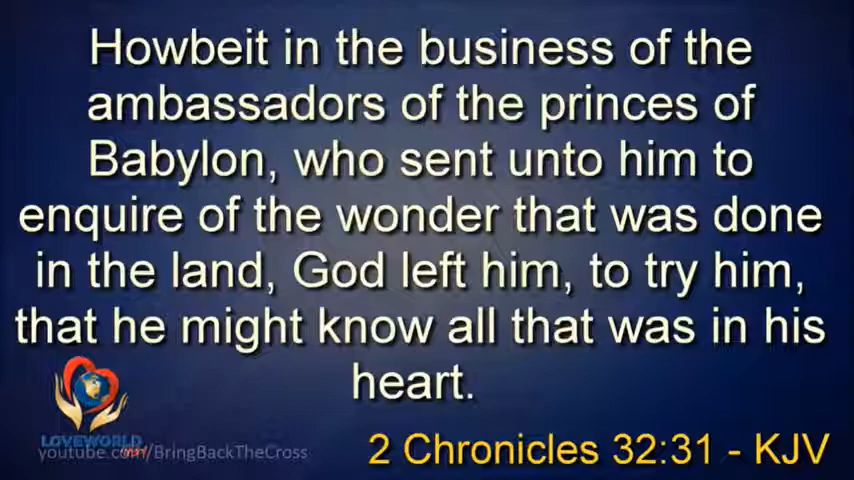 Howbeit in the business of the
ambassadors of the princes of
Babylon, who sent unto him to
enquire of the wonder that was done
in the land, God left him, to try him,
that he might know all that was in his
heart.
LOVEWORLD
youtube.com/BringBackTheCross
2 Chronicles 32:31 - KJV